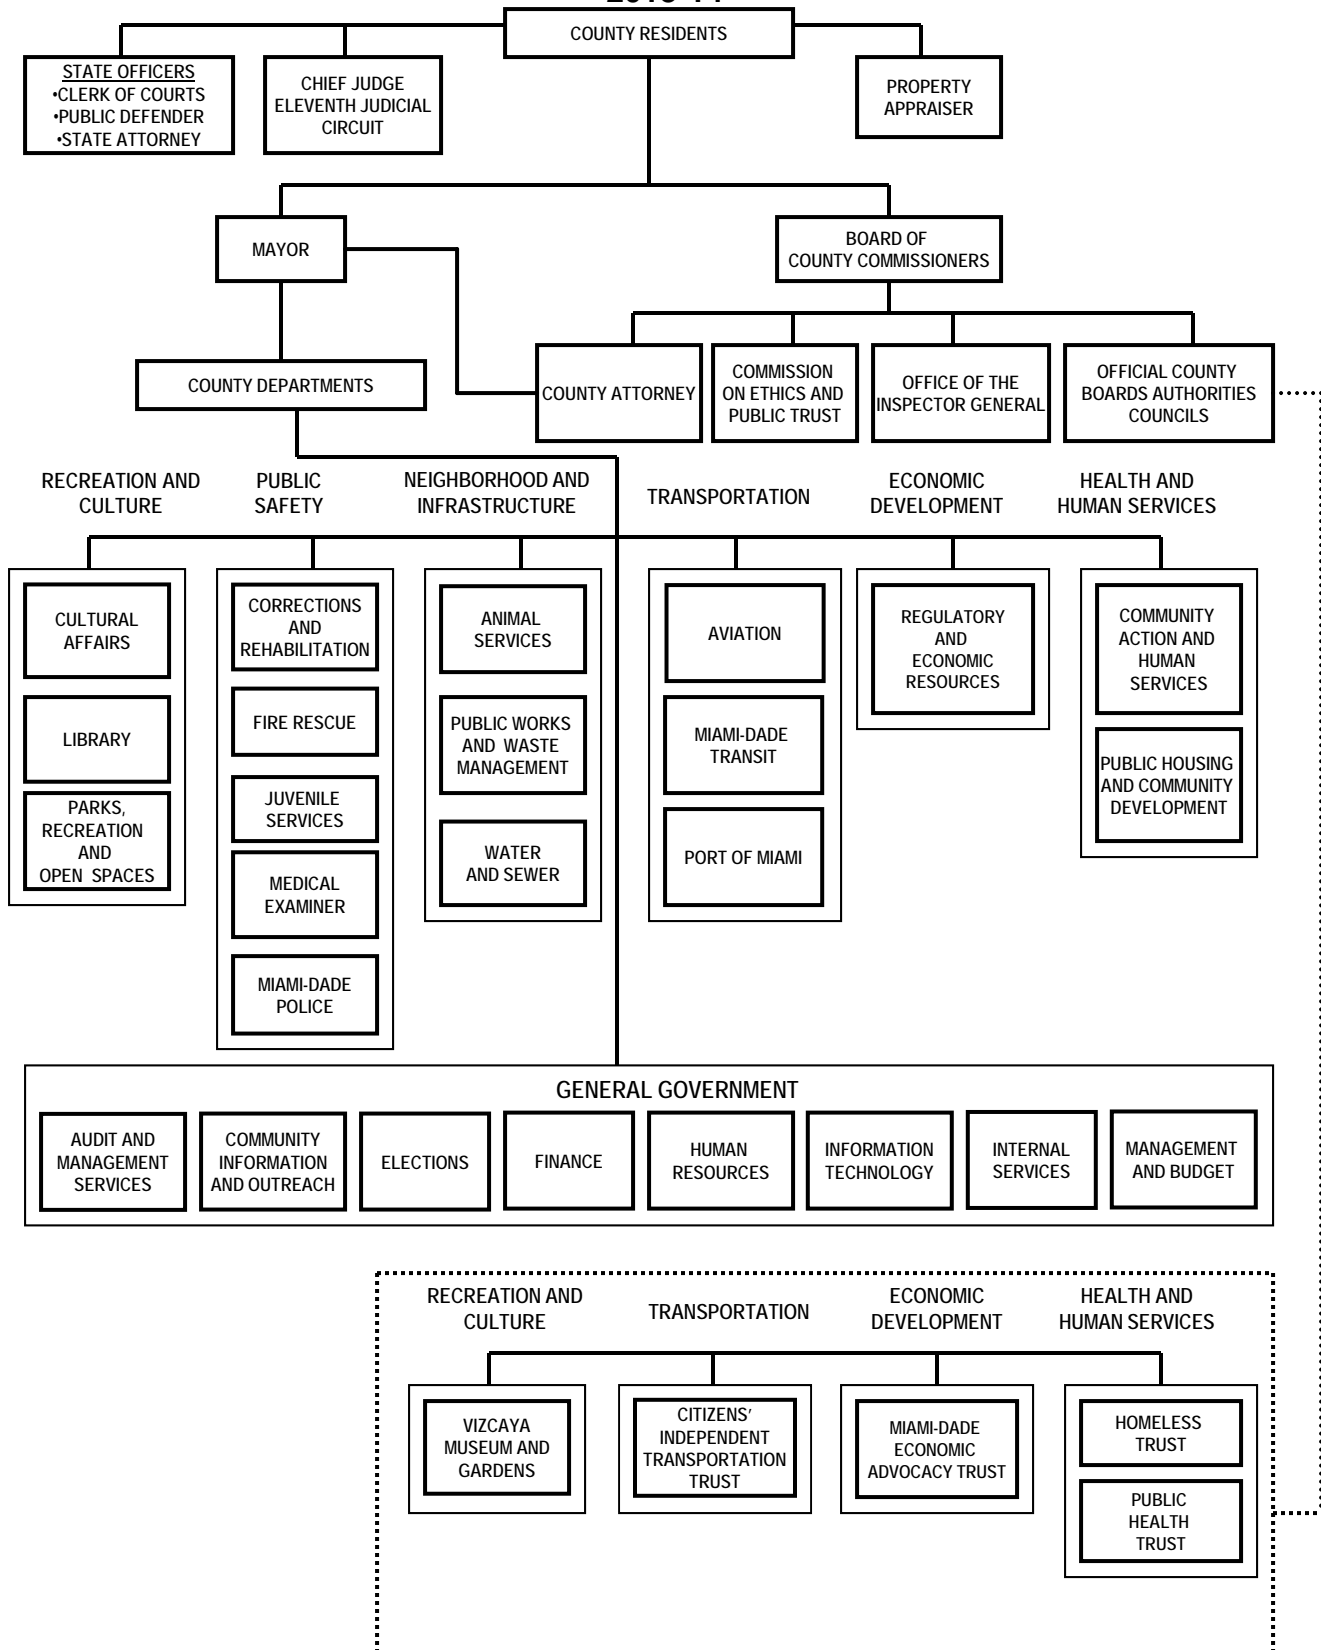 COUNTY RESIDENTS
STATE OFFICERS
•CLERK OF COURTS
•PUBLIC DEFENDER
•STATE ATTORNEY
CHIEF JUDGE
ELEVENTH JUDICIAL
CIRCUIT
PROPERTY
APPRAISER
MAYOR
BOARD OF
COUNTY COMMISSIONERS
COUNTY DEPARTMENTS
COUNTY ATTORNEY
COMMISSION
ON ETHICS AND
PUBLIC TRUST
OFFICE OF THE
INSPECTOR GENERAL
OFFICIAL COUNTY
BOARDS AUTHORITIES
COUNCILS
RECREATION AND
CULTURE
PUBLIC
SAFETY
NEIGHBORHOOD AND
INFRASTRUCTURE
TRANSPORTATION
ECONOMIC
DEVELOPMENT
HEALTH AND
HUMAN SERVICES
CULTURAL
AFFAIRS
LIBRARY
PARKS,
RECREATION
AND
OPEN SPACES
CORRECTIONS
AND
REHABILITATION
FIRE RESCUE
JUVENILE
SERVICES
MEDICAL
EXAMINER
MIAMI-DADE
POLICE
ANIMAL
SERVICES
PUBLIC WORKS
AND WASTE
MANAGEMENT
WATER
AND SEWER
AVIATION
MIAMI-DADE
TRANSIT
PORT OF MIAMI
REGULATORY
AND
ECONOMIC
RESOURCES
COMMUNITY
ACTION AND
HUMAN
SERVICES
PUBLIC HOUSING
AND COMMUNITY
DEVELOPMENT
GENERAL GOVERNMENT
AUDIT AND
MANAGEMENT
SERVICES
COMMUNITY
INFORMATION
AND OUTREACH
ELECTIONS
FINANCE
HUMAN
RESOURCES
INFORMATION
TECHNOLOGY
INTERNAL
SERVICES
MANAGEMENT
AND BUDGET
RECREATION AND
CULTURE
TRANSPORTATION
ECONOMIC
DEVELOPMENT
HEALTH AND
HUMAN SERVICES
VIZCAYA
MUSEUM AND
GARDENS
CITIZENS'
INDEPENDENT
TRANSPORTATION
TRUST
MIAMI-DADE
ECONOMIC
ADVOCACY TRUST
HOMELESS
TRUST
PUBLIC
HEALTH
TRUST